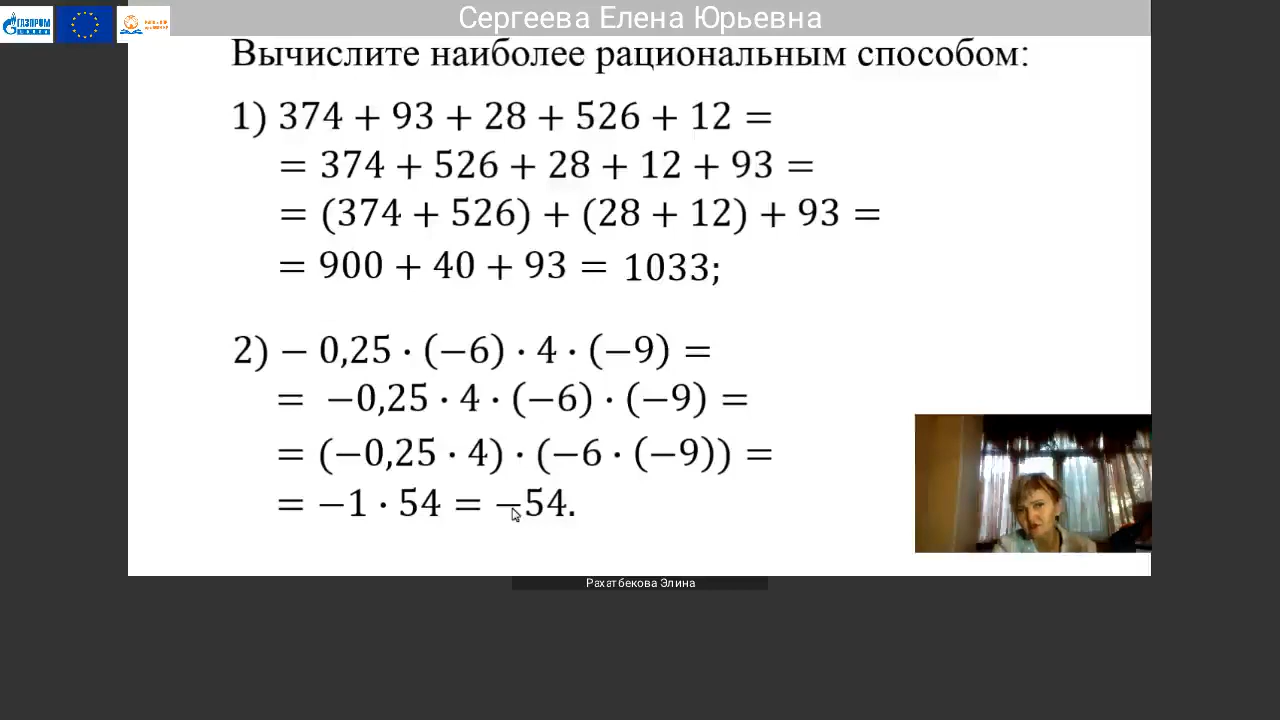 Сергеева Елена Юрьевна
ГАЗПРОМ
Вычислите наиболее рациональным способом:
1) 374 + 93 + 28 + 526 + 12 =
= 374 + 526 + 28 + 12 + 93 =
= (374 + 526) + (28 + 12) + 93 =
= 900 + 40 + 93 = 1033;
2) − 0,25 · (−6) · 4 · (−9) =
= −0,25 · 4 · (−6) · (−9) =
= (−0,25 · 4) · (−6 · (−9)) =
= −1 · 54 = −54.
Рахатбекова Элина